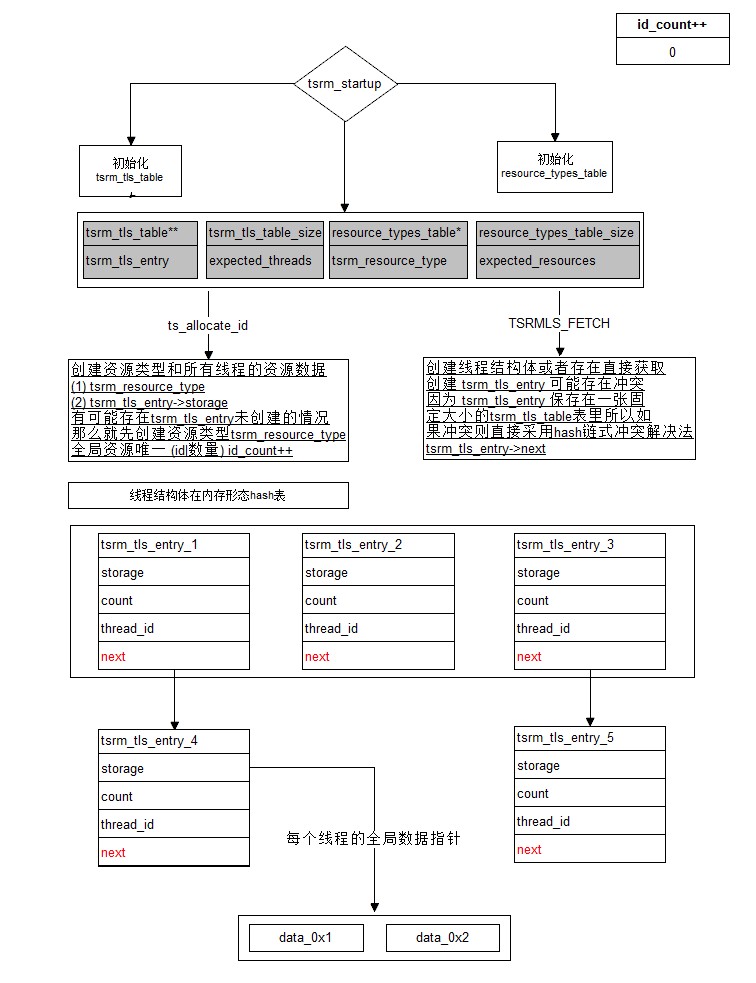 id_count++
0
tsrm_startup
初始化
tsrm_tls_table
初始化
resource_types_table
tsrm_tls_table**
tsrm_tls_table_size
resource_types_table*
resource_types_table_size
tsrm_tls_entry
expected_threads
tsrm_resource_type
expected_resources
ts_allocate_id
TSRMLS_FETCH
创建资源类型和所有线程的资源数据
(1) tsrm_resource_type
(2) tsrm_tls_entry->storage
有可能存在tsrm_tls_entry未创建的情况
那么就先创建资源类型tsrm_resource_type
全局资源唯一 (id|数量) id_count++
创建线程结构体或者存在直接获取
创建 tsrm_tls_entry 可能存在冲突
因为 tsrm_tls_entry 保存在一张固
定大小的tsrm_tls_table表里所以如
果冲突则直接采用hash链式冲突解决法
tsrm_tls_entry->next
线程结构体在内存形态hash表
tsrm_tls_entry_1
storage
count
thread_id
next
tsrm_tls_entry_2
storage
count
thread_id
next
tsrm_tls_entry_3
storage
count
thread_id
next
tsrm_tls_entry_4
storage
count
thread_id
next
tsrm_tls_entry_5
storage
count
thread_id
next
每个线程的全局数据指针
data_0x1
data_0x2